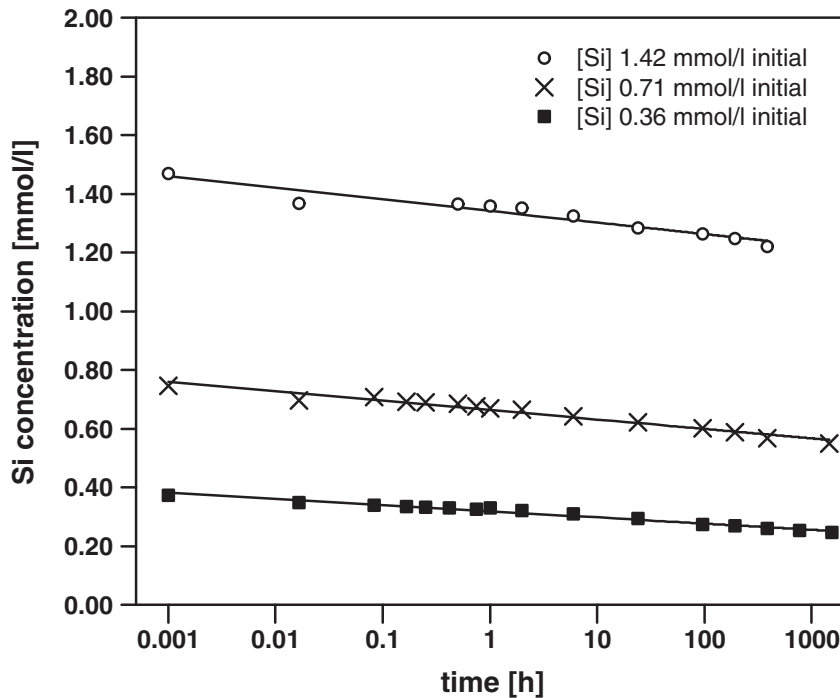 2.00
1.80
1.60
1.40
1.20
1.00
0.80
0.60
0.40
0.20
0.00
Si concentration [mmol/l]
[Si] 1.42 mmol/l initial
[Si] 0.71 mmol/l initial
[Si] 0.36 mmol/l initial
0.001 0.01 0.1 1 10 100 1000
time [h]